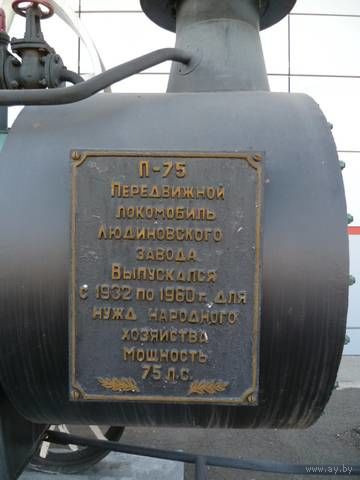 П-75
Передвижной
локомобиль
Людиновского
завода.
Выпускался
с 1932 по 1960 г. для
нужд народного
хозяйства
мощность
75 л.с.
www.ay.by